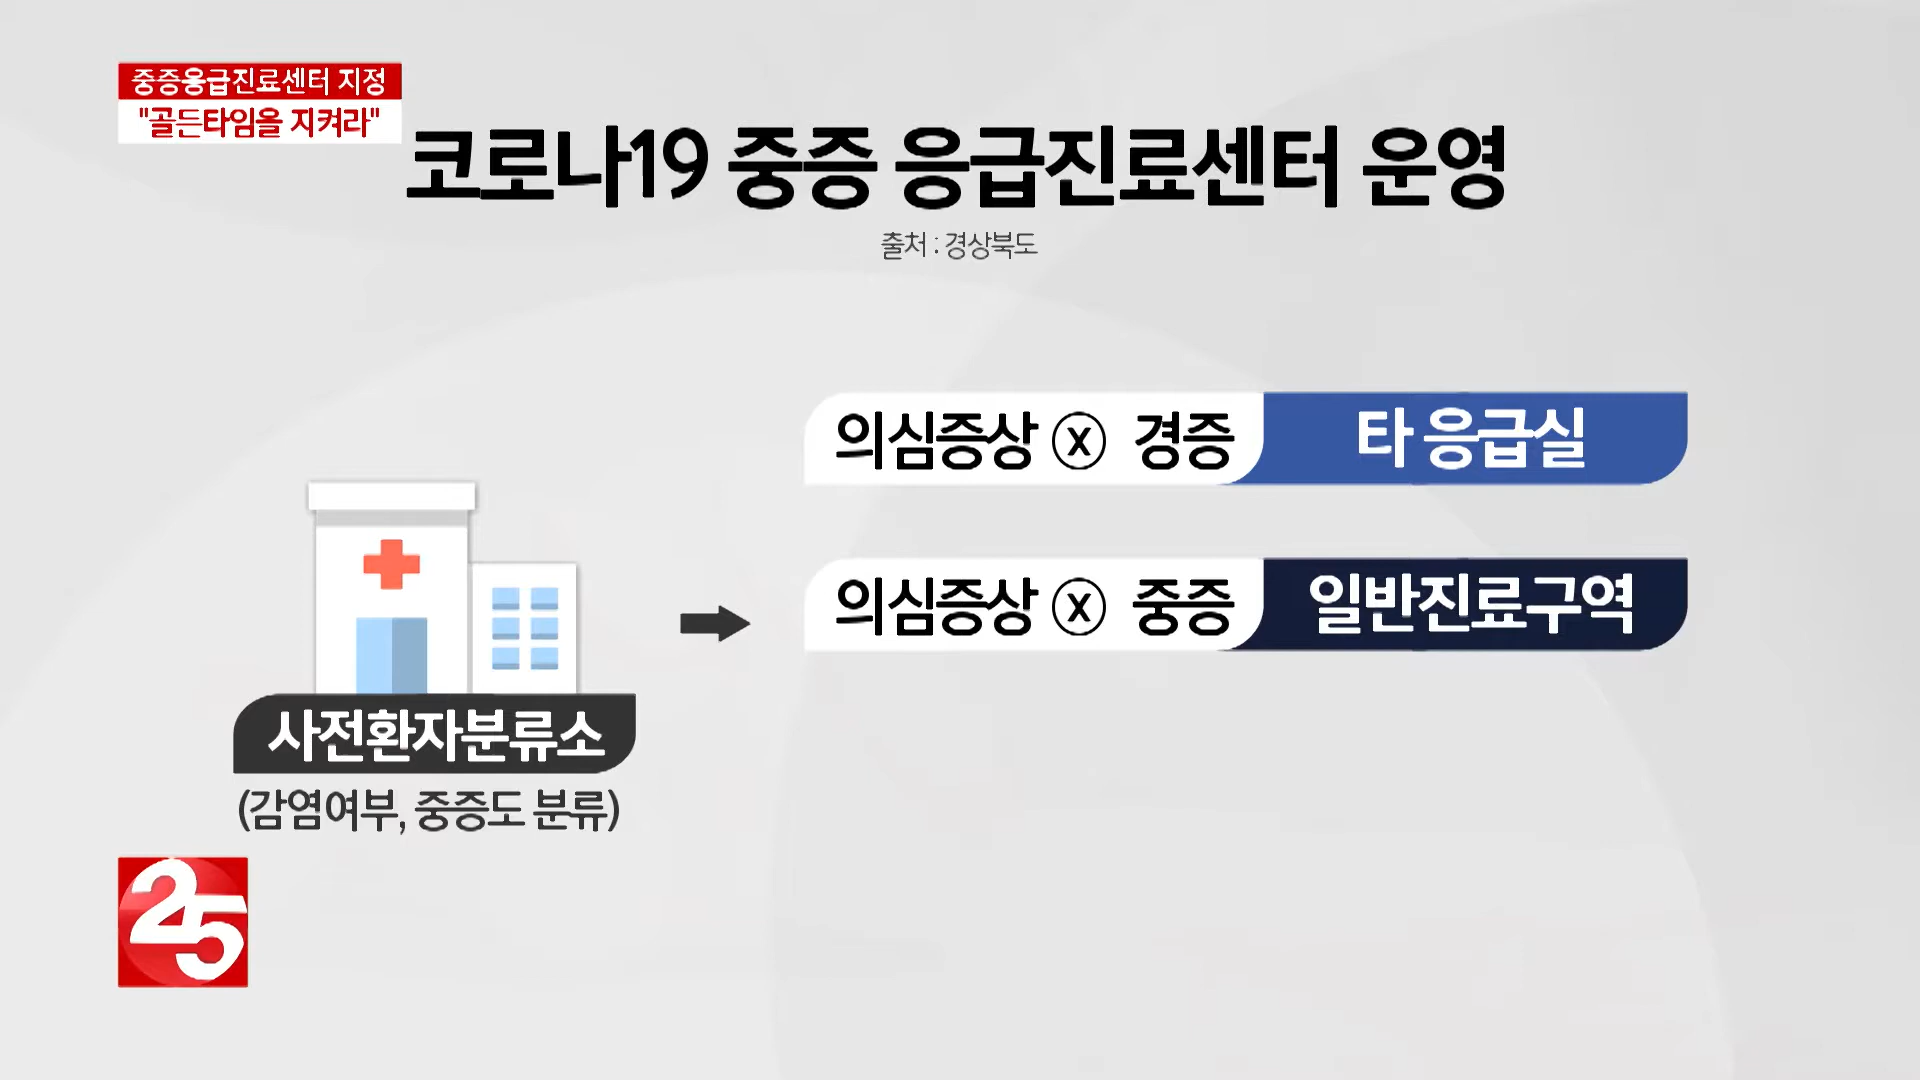 중증응급진료센터 지정
"골든타임을 지켜라"
코로나19 중증 응급진료센터 운영
출처 : 경상북도
의심증상 ⓧ 경증 타 응급실
의심증상 ⓧ 중증 일반진료구역
사전환자분류소
(감염여부, 중증도 분류)
25